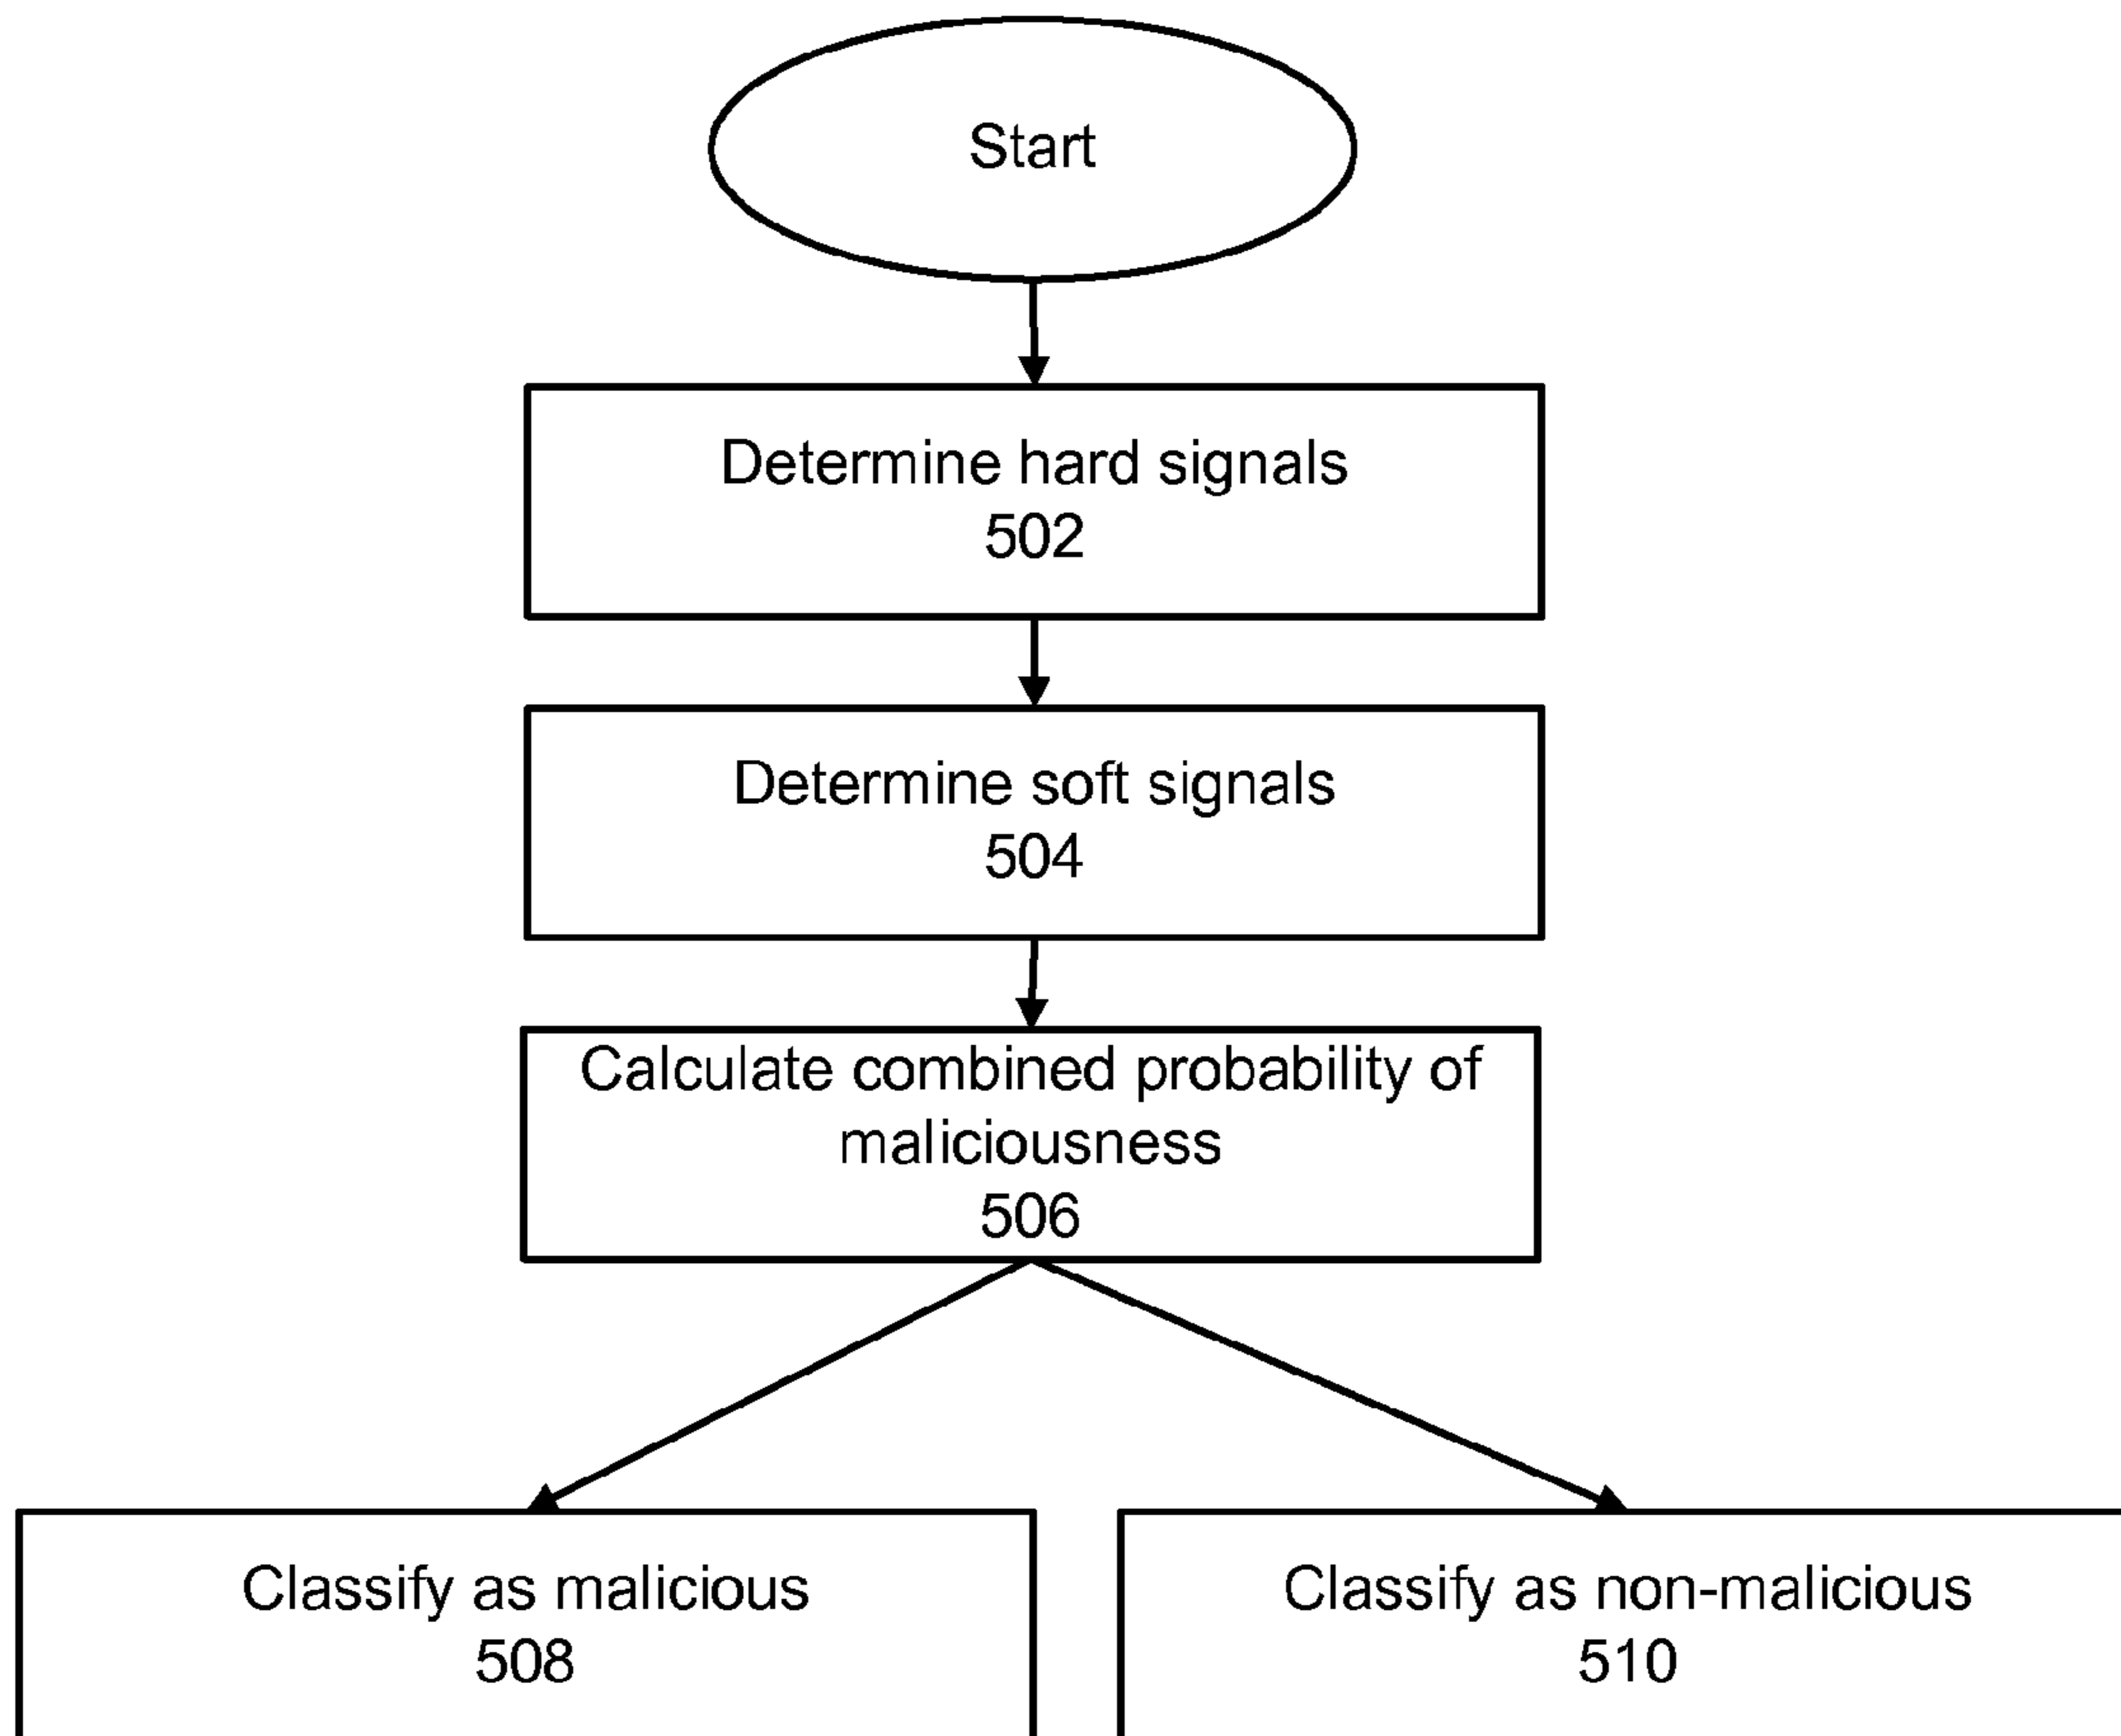 Start
Determine hard signals
502
Determine soft signals
504
Calculate combined probability of
maliciousness
506
Classify as malicious
508
Classify as non-malicious
510